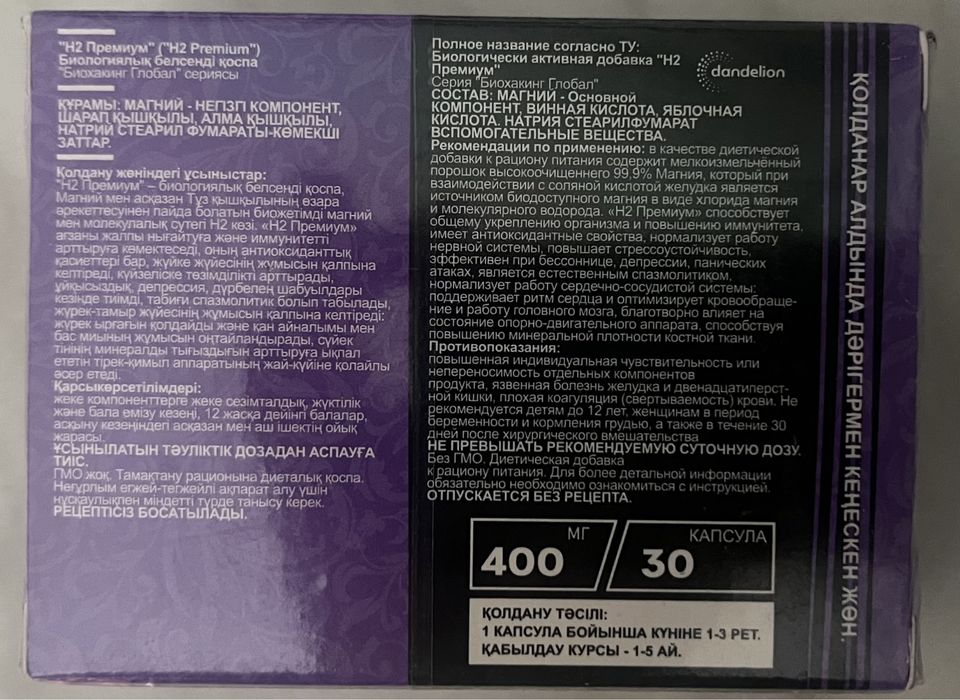 "Н2 Премиум" ("H2 Premium")
Биологиялық белсенді қоспа
"Биохакинг Глобал" сериясы
ҚҰРАМЫ: МАГНИЙ - НЕГІЗГІ КОМПОНЕНТ,
ШАРАП ҚЫШҚЫЛЫ, АЛМА ҚЫШҚЫЛЫ,
НАТРИЙ СТЕАРИЛ ФУМАРАТЫ-КӨМЕКШІ
ЗАТТАР.
Қолдану жөніндегі ұсыныстар:
"Н2 Премиум" – биологиялық белсенді қоспа,
Магний мен асқазан Тұз қышқылының өзара
әрекеттесуінен пайда болатын биожетімді магний
мен молекулалық сутегі Н2 көзі. «Н2 Премиум»
ағзаны жалпы нығайтуға және иммунитетті
арттыруға көмектеседі, оның антиоксиданттық
қасиеттері бар, жүйке жүйесінің жұмысын қалпына
келтіреді, күйзеліске төзімділікті арттырады,
ұйқысыздық, депрессия, дүрбелең шабуылдары
кезінде тиімді, табиғи спазмолитик болып табылады,
жүрек-тамыр жүйесінің жұмысын қалпына келтіреді:
жүрек ырғағын қолдайды және қан айналымы мен
бас миының жұмысын оңтайландырады, сүйек
тінінің минералды тығыздығын арттыруға ықпал
ететін тірек-қимыл аппаратының жай-күйіне қолайлы
әсер етеді.
Қарсыкөрсетілімдері:
жеке компоненттерге жеке сезімталдық, жүктілік
және бала емізу кезеңі, 12 жасқа дейінгі балалар,
асқыну кезеңіндегі асқазан мен аш ішектің ойық
жарасы.
ҰСЫНЫЛАТЫН ТӘУЛІКТІК ДОЗАДАН АСПАУҒА
ТИІС.
ГМО жоқ. Тамақтану рационына диеталық қоспа.
Неғұрлым егжей-тегжейлі ақпарат алу үшін
нұсқаулықпен міндетті түрде танысу керек.
РЕЦЕПТІСІЗ БОСАТЫЛАДЫ.
Полное название согласно ТУ:
Биологически активная добавка "Н2
Премиум"
Серия "Биохакинг Глобал"
dandelion
СОСТАВ: МАГНИЙ - Основной
КОМПОНЕНТ, ВИННАЯ КИСЛОТА, ЯБЛОЧНАЯ
КИСЛОТА. НАТРИЯ СТЕАРИЛФУМАРАТ
ВСПОМОГАТЕЛЬНЫЕ ВЕЩЕСТВА.
Рекомендации по применению: в качестве диетической
добавки к рациону питания содержит мелкоизмельчённый
порошок высокоочищенного 99,9% Магния, который при
взаимодействии с соляной кислотой желудка является
источником биодоступного магния в виде хлорида магния
и молекулярного водорода. «Н2 Премиум» способствует
общему укреплению организма и повышению иммунитета,
имеет антиоксидантные свойства, нормализует работу
нервной системы, повышает стрессоустойчивость,
эффективен при бессоннице, депрессии, панических
атаках, является естественным спазмолитиком,
нормализует работу сердечно-сосудистой системы:
поддерживает ритм сердца и оптимизирует кровообраще-
ние и работу головного мозга, благотворно влияет на
состояние опорно-двигательного аппарата, способствуя
повышению минеральной плотности костной ткани.
Противопоказания:
повышенная индивидуальная чувствительность или
непереносимость отдельных компонентов
продукта, язвенная болезнь желудка и двенадцатиперст-
ной кишки, плохая коагуляция (свертываемость) крови. Не
рекомендуется детям до 12 лет, женщинам в период
беременности и кормления грудью, а также в течение 30
дней после хирургического вмешательства
НЕ ПРЕВЫШАТЬ РЕКОМЕНДУЕМУЮ СУТОЧНУЮ ДОЗУ.
Без ГМО. Диетическая добавка
к рациону питания. Для более детальной информации
обязательно необходимо ознакомиться с инструкцией.
ОТПУСКАЕТСЯ БЕЗ РЕЦЕПТА.
МГ
400
КАПСУЛА
30
ҚОЛДАНУ ТӘСІЛІ:
1 КАПСУЛА БОЙЫНША КҮНІНЕ 1-3 РЕТ.
ҚАБЫЛДАУ КУРСЫ - 1-5 АЙ.
ҚОЛДАНАР АЛДЫНДА ДӘРІГЕРМЕН КЕҢЕСКЕН ЖӨН.